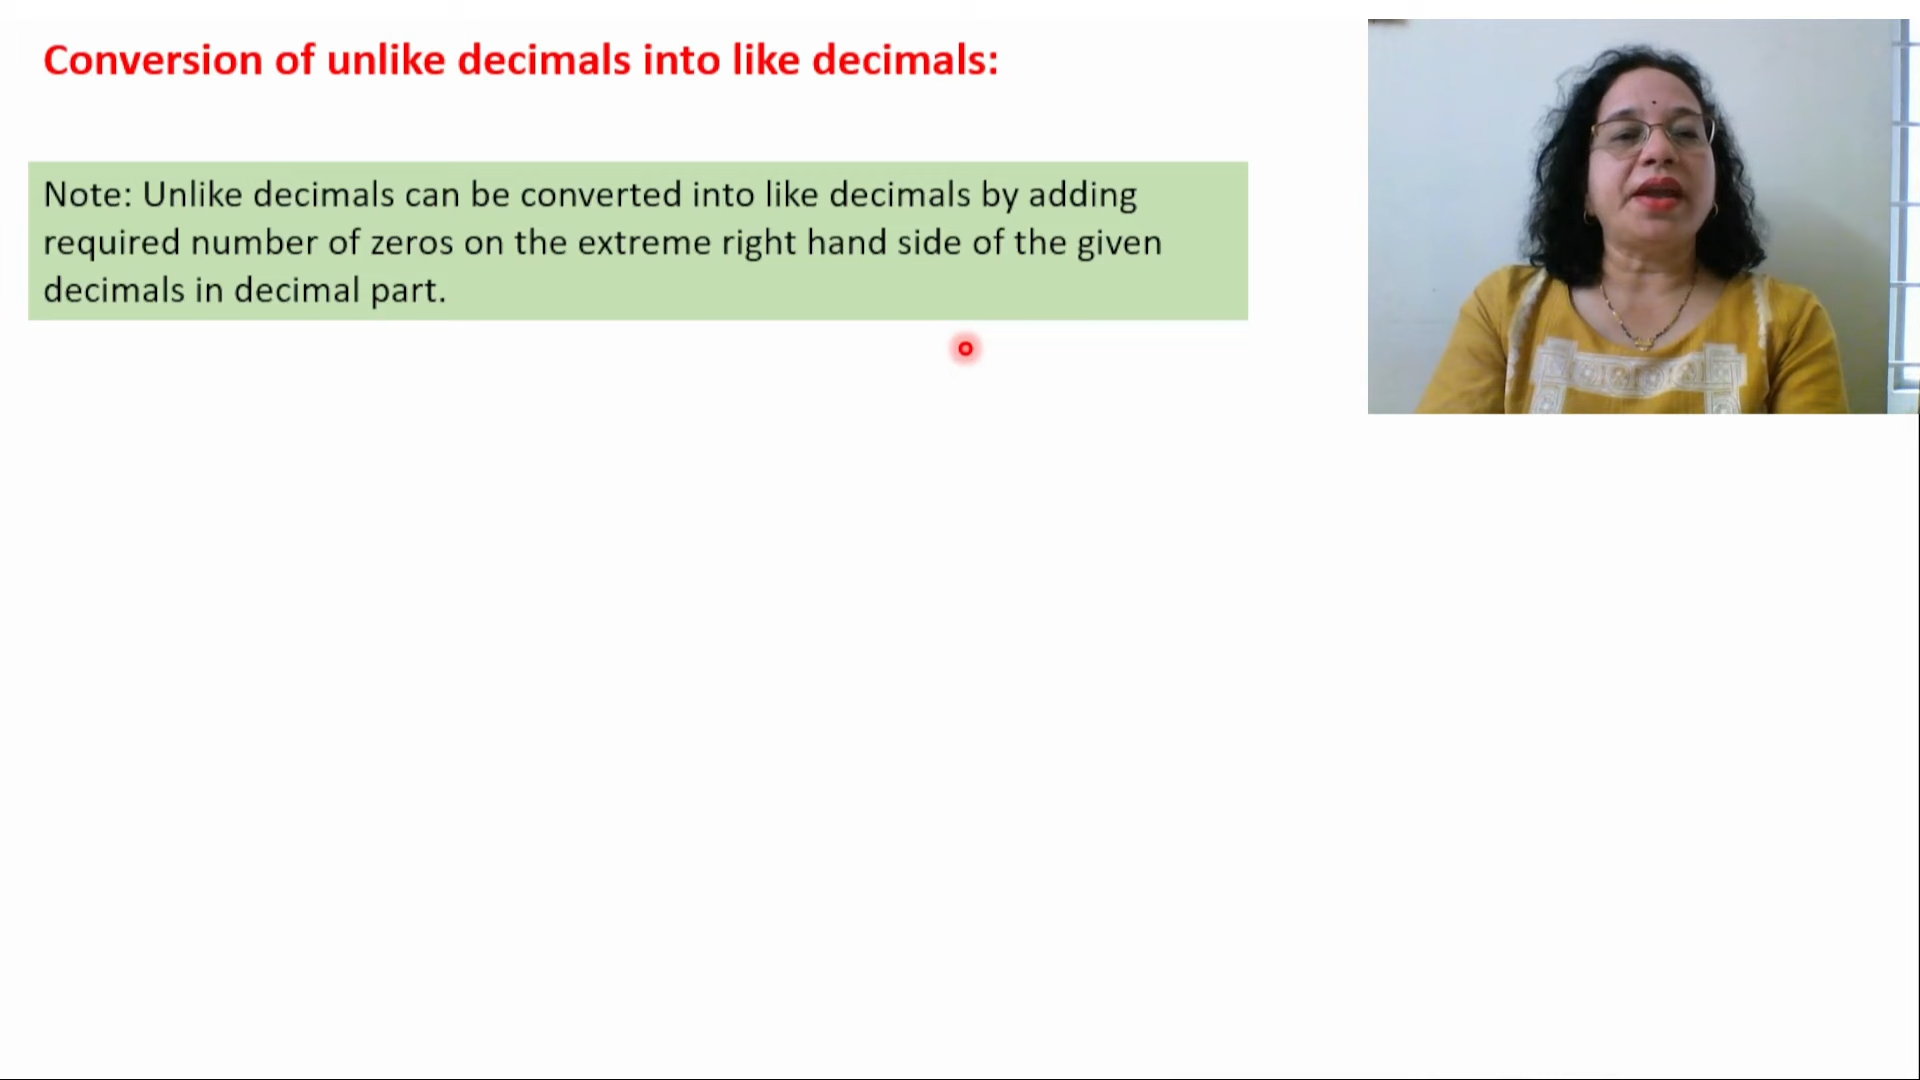 Conversion of unlike decimals into like decimals:
Note: Unlike decimals can be converted into like decimals by adding
required number of zeros on the extreme right hand side of the given
decimals in decimal part.